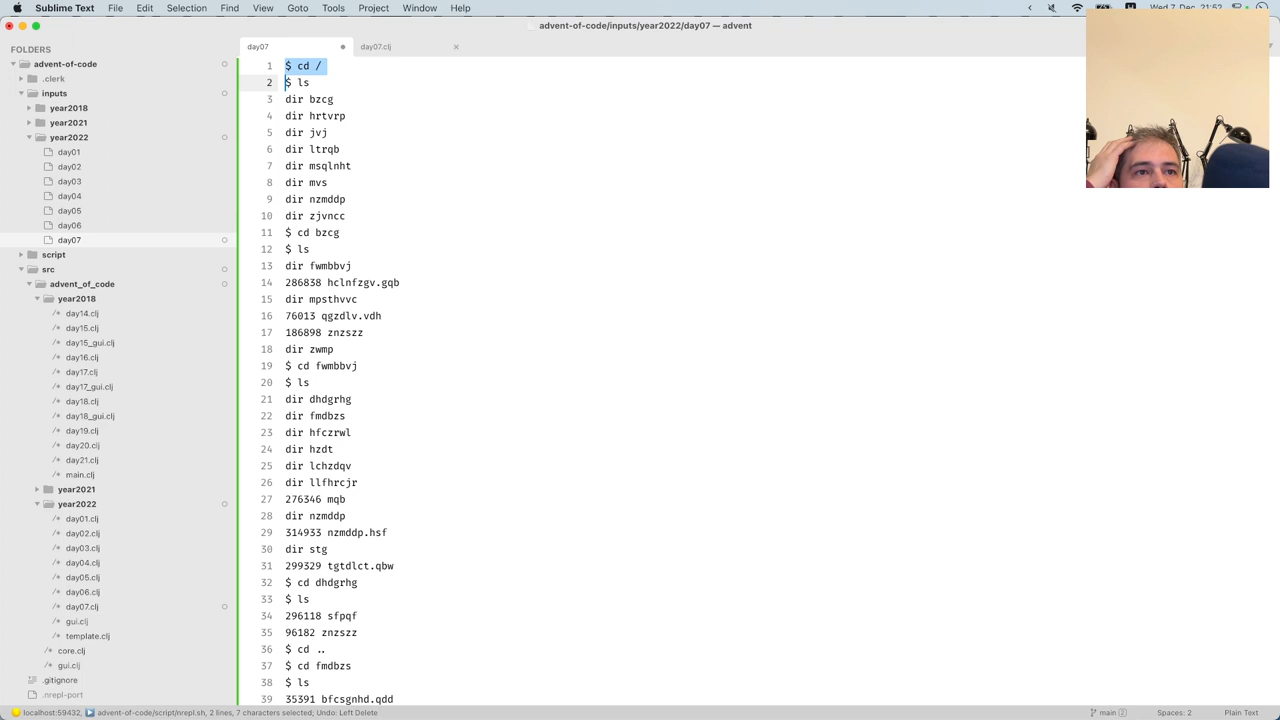 Sublime Text File Edit Selection Find View Goto Tools Project Window Help Wed 7 Dec 21:52
advent-of-code/inputs/year2022/day07 — advent
FOLDERS
advent-of-code
.clerk
inputs
year2018
year2021
year2022
day01
day02
day03
day04
day05
day06
day07
script
src
advent_of_code
year2018
day14.clj
day15.clj
day15_gui.clj
day16.clj
day17.clj
day17_gui.clj
day18.clj
day18_gui.clj
day19.clj
day20.clj
day21.clj
main.clj
year2021
year2022
day01.clj
day02.clj
day03.clj
day04.clj
day05.clj
day06.clj
day07.clj
gui.clj
template.clj
core.clj
gui.clj
.gitignore
.nrepl-port
day07 day07.clj
1 $ cd /
2 $ ls
3 dir bzcg
4 dir hrtvrp
5 dir jvj
6 dir ltrqb
7 dir msqlnht
8 dir mvs
9 dir nzmddp
10 dir zjvncc
11 $ cd bzcg
12 $ ls
13 dir fwmbbvj
14 286838 hclnfzgv.gqb
15 dir mpsthvvc
16 76013 qgzdlv.vdh
17 186898 znzszz
18 dir zwmp
19 $ cd fwmbbvj
20 $ ls
21 dir dhdgrhg
22 dir fmdbzs
23 dir hfczrwl
24 dir hzdt
25 dir lchzdqv
26 dir llfhrcjr
27 276346 mqb
28 dir nzmddp
29 314933 nzmddp.hsf
30 dir stg
31 299329 tgtdlct.qbw
32 $ cd dhdgrhg
33 $ ls
34 296118 sfpqf
35 96182 znzszz
36 $ cd ..
37 $ cd fmdbzs
38 $ ls
39 35391 bfcsgnhd.qdd
localhost:59432, advent-of-code/script/nrepl.sh, 2 lines, 7 characters selected; Undo: Left Delete main 2 Spaces: 2 Plain Text